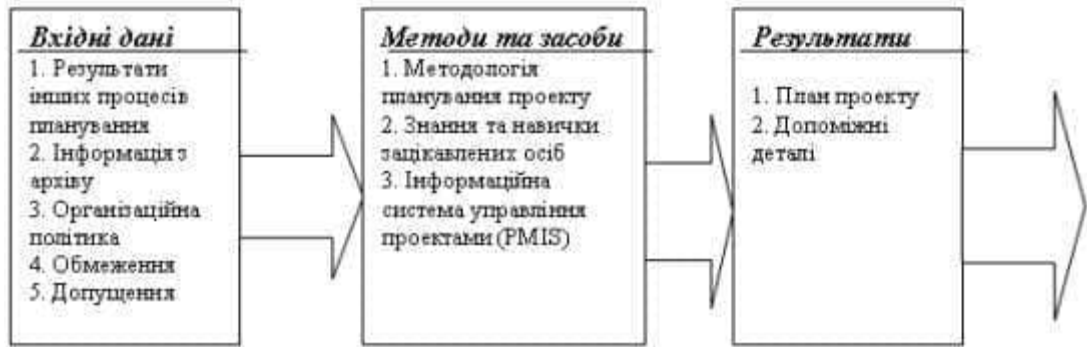 Вхідні дані
1. Результати
інших процесів
планування
2. Інформація з
архіву
3. Організаційна
політика
4. Обмеження
5. Допущення
Методи та засоби
1. Методологія
планування проекту
2. Знання та навички
зацікавлених осіб
3. Інформаційна
система управління
проектами (PMIS)
Результати
1. План проекту
2. Допоміжні
деталі